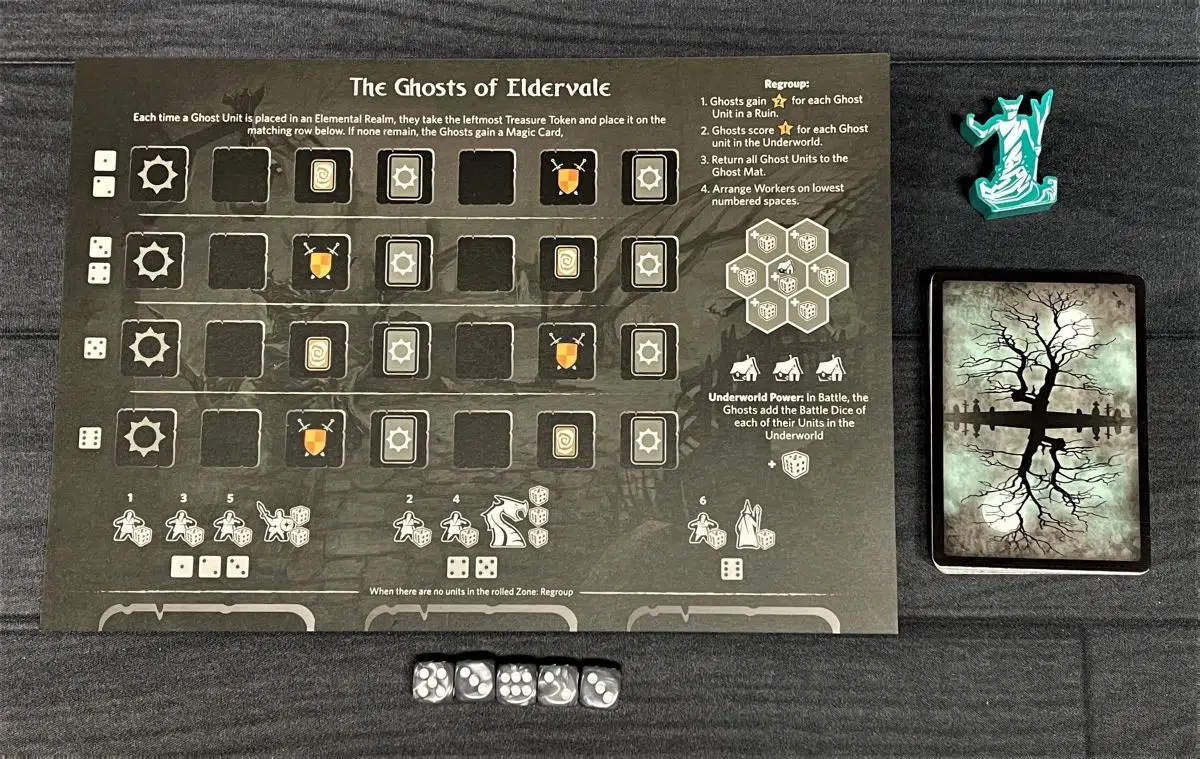 The Ghosts of Eldervale
Each time a Ghost Unit is placed in an Elemental Realm, they take the leftmost Treasure Token and place it on the
matching row below. If none remain, the Ghosts gain a Magic Card,
Regroup:
1. Ghosts gain 2 for each Ghost
Unit in a Ruin.
2. Ghosts score 1 for each Ghost
unit in the Underworld.
3. Return all Ghost Units to the
Ghost Mat.
4. Arrange Workers on lowest
numbered spaces.
+ +
+ + +
+ +
Underworld Power: In Battle, the
Ghosts add the Battle Dice of
each of their Units in the
Underworld
+
1 3 5 2 4 6
When there are no units in the rolled Zone: Regroup